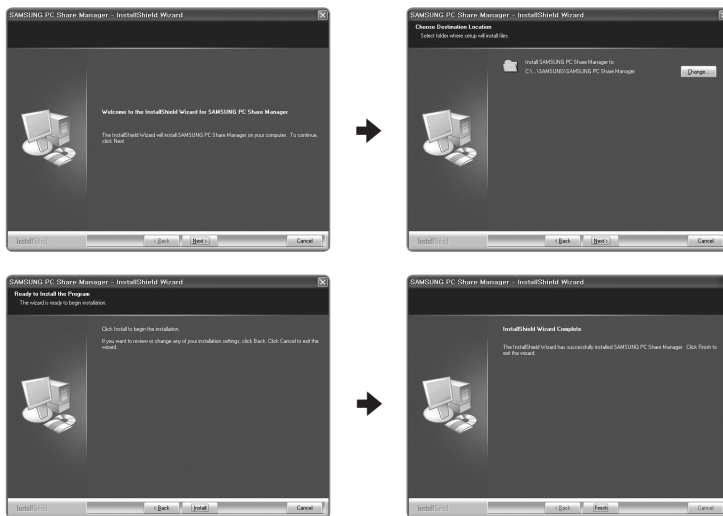 SAMSUNG PC Share Manager - InstallShield Wizard
Welcome to the InstallShield Wizard for SAMSUNG PC Share Manager
The InstallShield Wizard will install SAMSUNG PC Share Manager on your computer. To continue,
click Next.
InstallShield
< Back
Next >
Cancel
SAMSUNG PC Share Manager - InstallShield Wizard
Choose Destination Location
Select folder where setup will install files.
Install SAMSUNG PC Share Manager to:
C:\...\SAMSUNG\SAMSUNG PC Share Manager
Change...
InstallShield
< Back
Next >
Cancel
SAMSUNG PC Share Manager - InstallShield Wizard
Ready to Install the Program
The wizard is ready to begin installation.
Click Install to begin the installation.
If you want to review or change any of your installation settings, click Back. Click Cancel to exit the
wizard.
InstallShield
< Back
Install
Cancel
SAMSUNG PC Share Manager - InstallShield Wizard
InstallShield Wizard Complete
The InstallShield Wizard has successfully installed SAMSUNG PC Share Manager. Click Finish to
exit the wizard.
InstallShield
< Back
Finish
Cancel